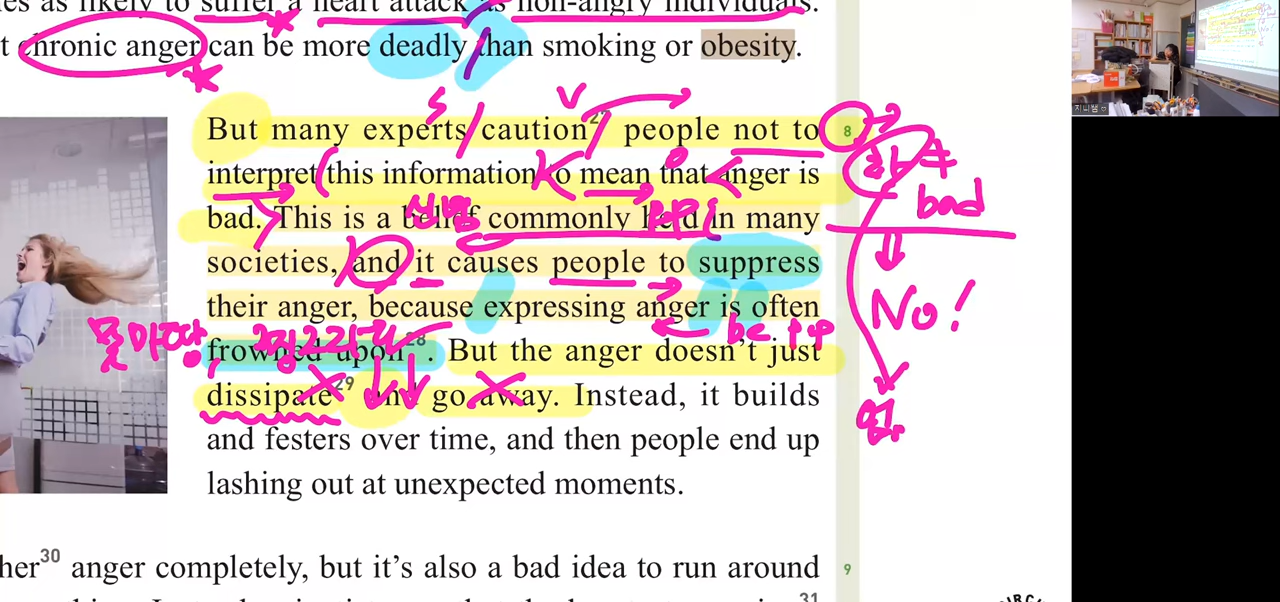 es as likely to suffer a heart attack as non-angry individuals.
t chronic anger can be more deadly than smoking or obesity.
S V
But many experts caution27 people not to 8
interpret this information to mean that anger is
bad
bad. This is a belief commonly held in many
societies, and it causes people to suppress
their anger, because expressing anger is often
No!
be + pp
frowned upon28. But the anger doesn't just
dissipate29 and go away. Instead, it builds
and festers over time, and then people end up
lashing out at unexpected moments.
her30 anger completely, but it's also a bad idea to run around 9
31